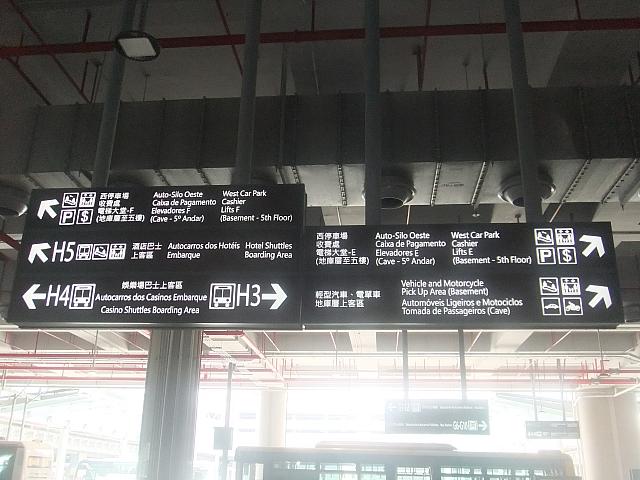 西停車場 Auto-Silo Oeste West Car Park
收費處 Caixa de Pagamento Cashier
電梯大堂-F Elevadores F Lifts F
P $ (地庫層至五樓) (Cave - 5º Andar) (Basement - 5th Floor)
H5 酒店巴士 Autocarros dos Hotéis Hotel Shuttles
上客區 Embarque Boarding Area
娛樂場巴士上客區
H4 Autocarros dos Casinos Embarque H3
Casino Shuttles Boarding Area
西停車場 Auto-Silo Oeste West Car Park
收費處 Caixa de Pagamento Cashier
電梯大堂-E Elevadores E Lifts E
(地庫層至五樓) (Cave - 5º Andar) (Basement - 5th Floor) P $
Vehicle and Motorcycle
輕型汽車、電單車 Pick Up Area (Basement)
地庫層上客區 Automóveis Ligeiros e Motociclos
Tomada de Passageiros (Cave)